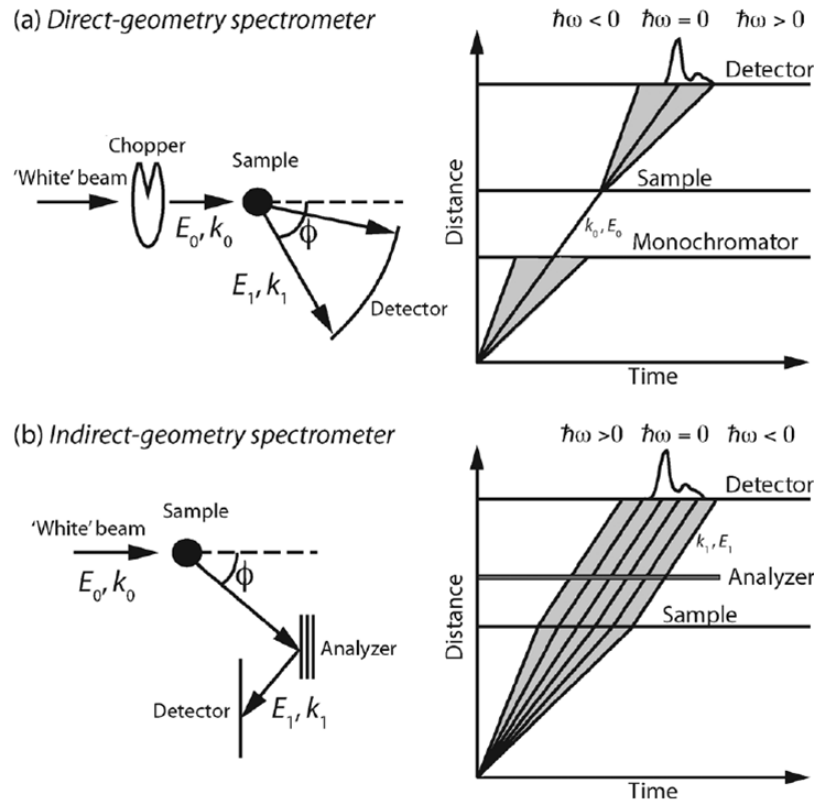 (a) Direct-geometry spectrometer
ħω < 0 ħω = 0 ħω > 0
Detector
Chopper
Sample
'White' beam
E₀, k₀
ϕ
E₁, k₁
Detector
Distance
Sample
k₀, E₀
Monochromator
Time
(b) Indirect-geometry spectrometer
ħω >0 ħω = 0 ħω < 0
Detector
Sample
'White' beam
E₀, k₀
ϕ
Analyzer
Detector
E₁, k₁
Distance
k₁, E₁
Analyzer
Sample
Time